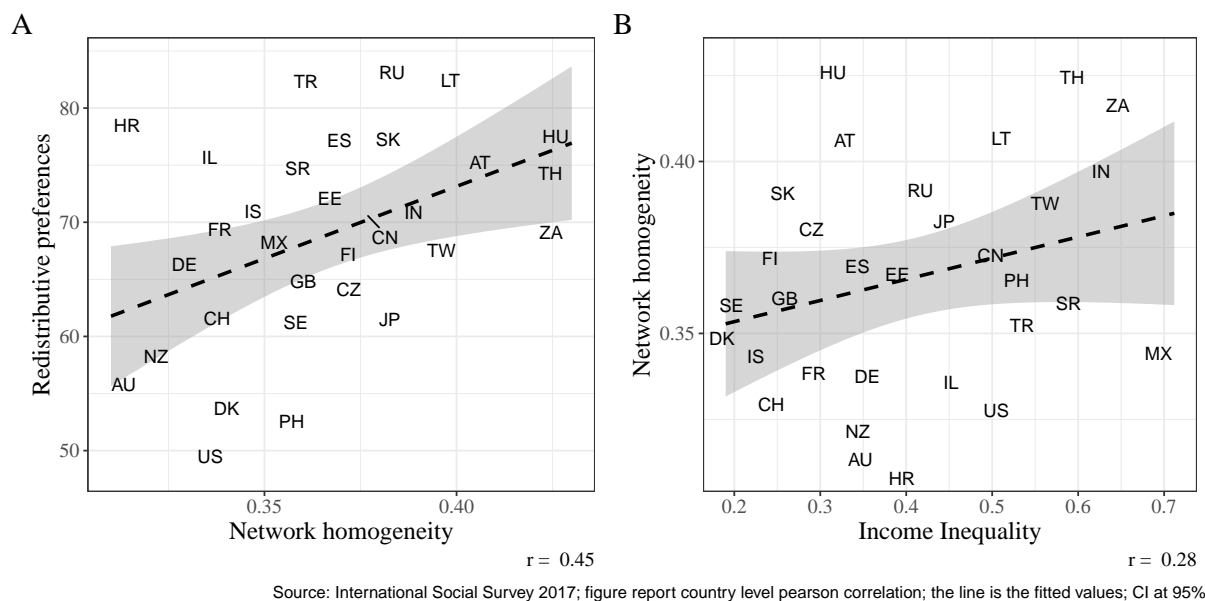 A
Redistributive preferences
80
70
60
50
HR
TR
RU
LT
IL
ES
SK
HU
SR
AT
TH
EE
IS
IN
FR
MX
CN
ZA
TW
DE
FI
GB
CZ
CH
SE
JP
NZ
AU
DK
PH
US
0.35
0.40
Network homogeneity
r = 0.45
B
Network homogeneity
0.40
0.35
HU
TH
ZA
AT
LT
IN
SK
RU
TW
JP
CZ
FI
ES
EE
CN
PH
SE
GB
SR
TR
DK
IS
MX
FR
DE
IL
CH
US
NZ
AU
HR
0.2
0.3
0.4
0.5
0.6
0.7
Income Inequality
r = 0.28
Source: International Social Survey 2017; figure report country level pearson correlation; the line is the fitted values; CI at 95%